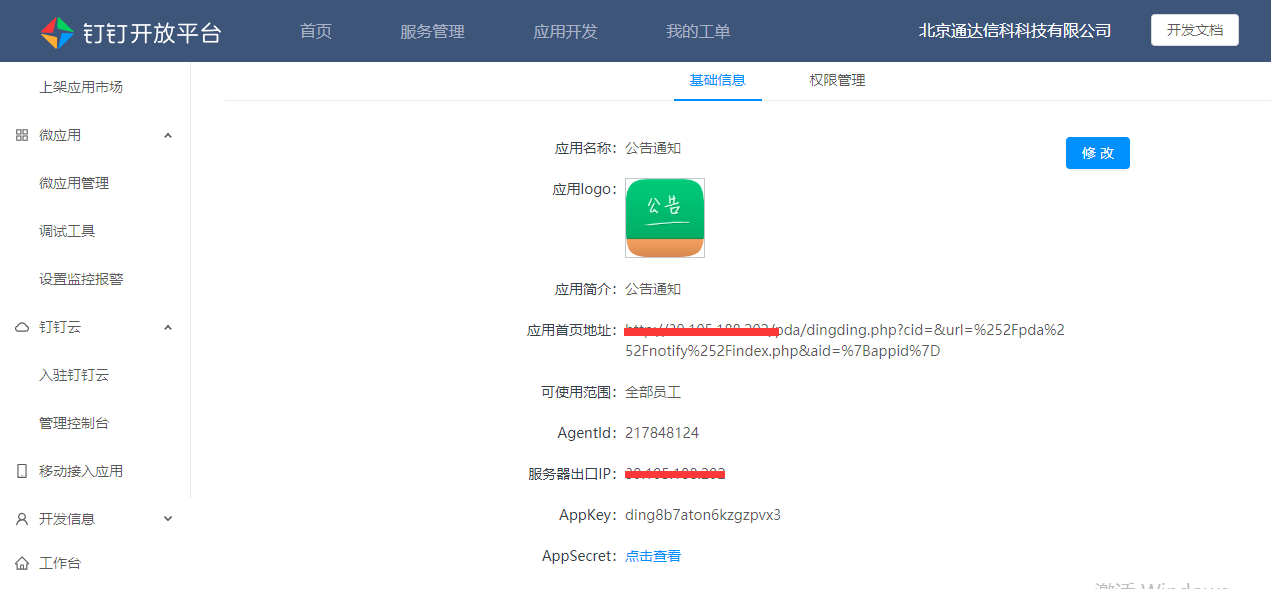 钉钉开放平台
首页
服务管理
应用开发
我的工单
北京通达信科科技有限公司
开发文档
上架应用市场
微应用
微应用管理
调试工具
设置监控报警
钉钉云
入驻钉钉云
管理控制台
移动接入应用
开发信息
工作台
基础信息
权限管理
应用名称: 公告通知
修 改
应用logo:
公告
应用简介: 公告通知
应用首页地址: pda/dingding.php?cid=&url=%252Fpda%2
52Fnotify%252Findex.php&aid=%7Bappid%7D
可使用范围: 全部员工
AgentId: 217848124
服务器出口IP:
AppKey: ding8b7aton6kzgzpvx3
AppSecret: 点击查看
激活 Windows